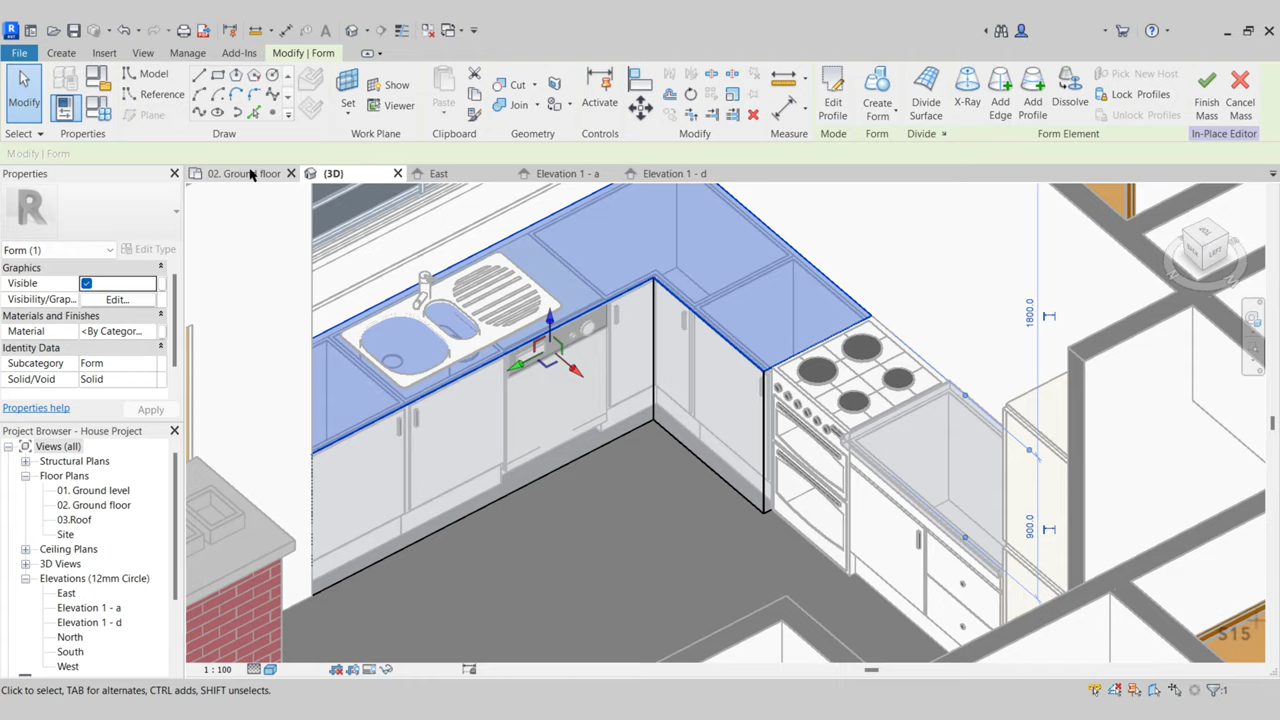 File Create Insert View Manage Add-Ins Modify | Form
Modify
Select
Properties
Model
Reference
Plane
Draw
Set
Show
Viewer
Work Plane
Paste
Clipboard
Cut
Join
Geometry
Activate
Controls
Modify
Measure
Edit
Profile
Mode
Create
Form
Form
Divide
Surface
Divide
X-Ray
Add
Edge
Add
Profile
Dissolve
Pick New Host
Lock Profiles
Unlock Profiles
Form Element
Finish
Mass
Cancel
Mass
In-Place Editor
Modify | Form
Properties
02. Ground floor
{3D}
East
Elevation 1 - a
Elevation 1 - d
R
Form (1)
Edit Type
Graphics
Visible
Visibility/Grap... Edit...
Materials and Finishes
Material <By Categor...
Identity Data
Subcategory Form
Solid/Void Solid
Properties help
Apply
Project Browser - House Project
Views (all)
Structural Plans
Floor Plans
01. Ground level
02. Ground floor
03.Roof
Site
Ceiling Plans
3D Views
Elevations (12mm Circle)
East
Elevation 1 - a
Elevation 1 - d
North
South
West
1800.0
900.0
S15
1 : 100
Click to select, TAB for alternates, CTRL adds, SHIFT unselects.
:1